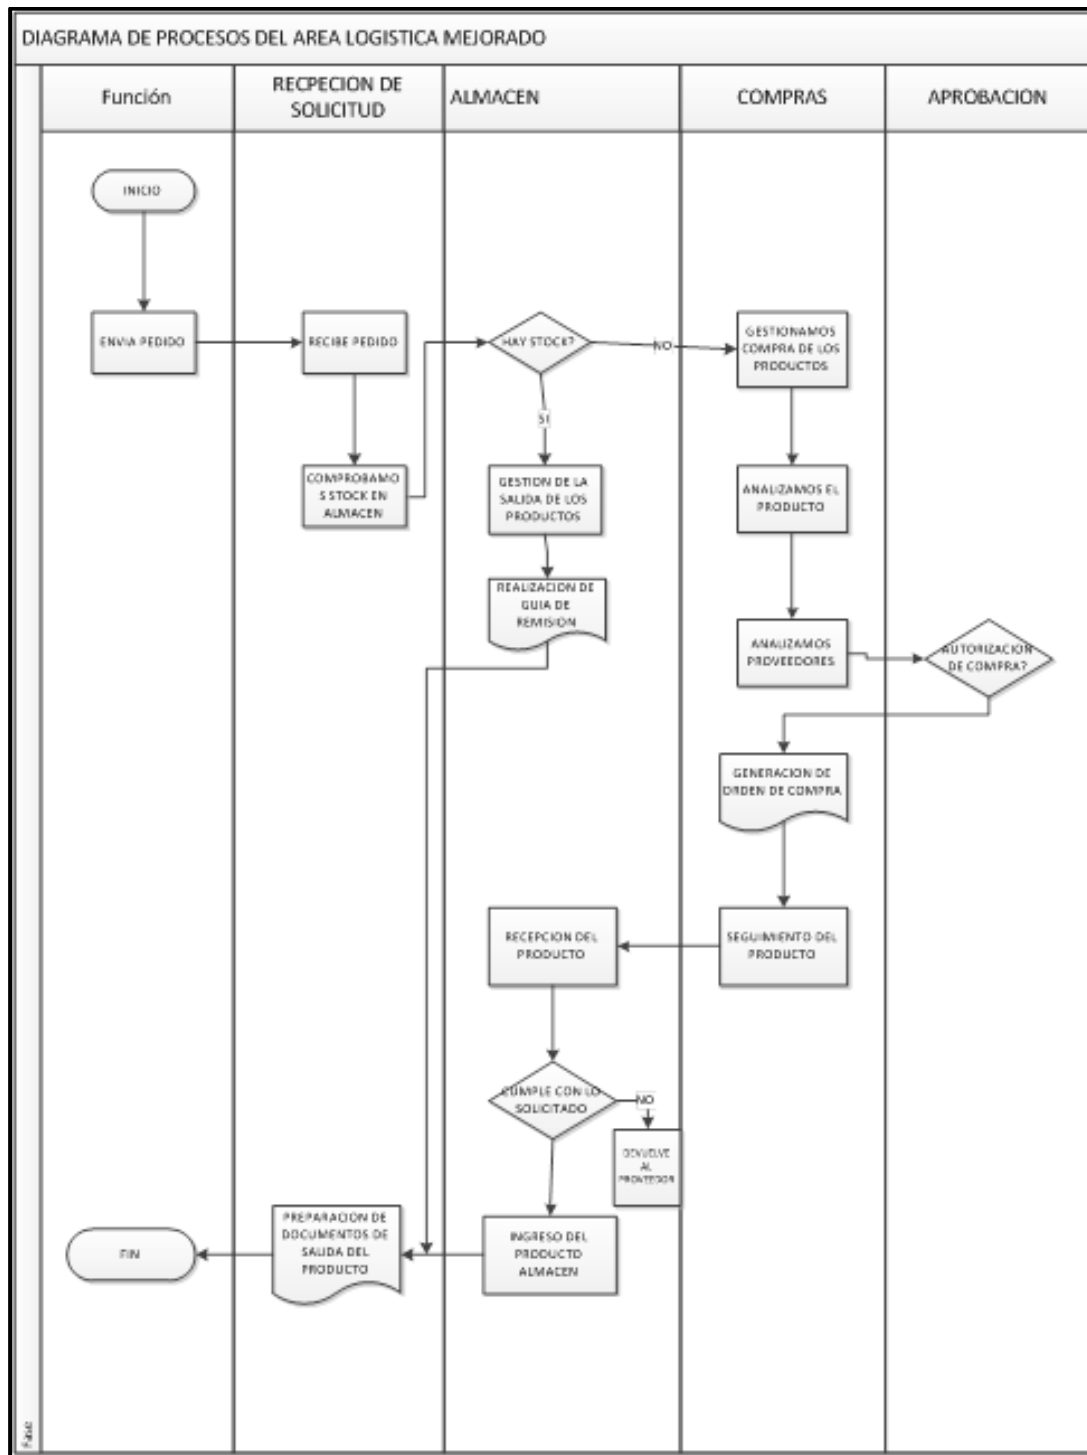 DIAGRAMA DE PROCESOS DEL AREA LOGISTICA MEJORADO
Función
RECPECION DE
SOLICITUD
ALMACEN
COMPRAS
APROBACION
INICIO
ENVIA PEDIDO
RECIBE PEDIDO
HAY STOCK?
NO
GESTIONAMOS
COMPRA DE LOS
PRODUCTOS
SI
COMPROBAMO
S STOCK EN
ALMACEN
GESTION DE LA
SALIDA DE LOS
PRODUCTOS
ANALIZAMOS EL
PRODUCTO
REALIZACION DE
GUIA DE
REMISION
ANALIZAMOS
PROVEEDORES
AUTORIZACION
DE COMPRA?
GENERACION DE
ORDEN DE COMPRA
RECEPCION DEL
PRODUCTO
SEGUIMIENTO DEL
PRODUCTO
CUMPLE CON LO
SOLICITADO
NO
DEVUELVE
AL
PROVEEDOR
FIN
PREPARACION DE
DOCUMENTOS DE
SALIDA DEL
PRODUCTO
INGRESO DEL
PRODUCTO
ALMACEN
Fase